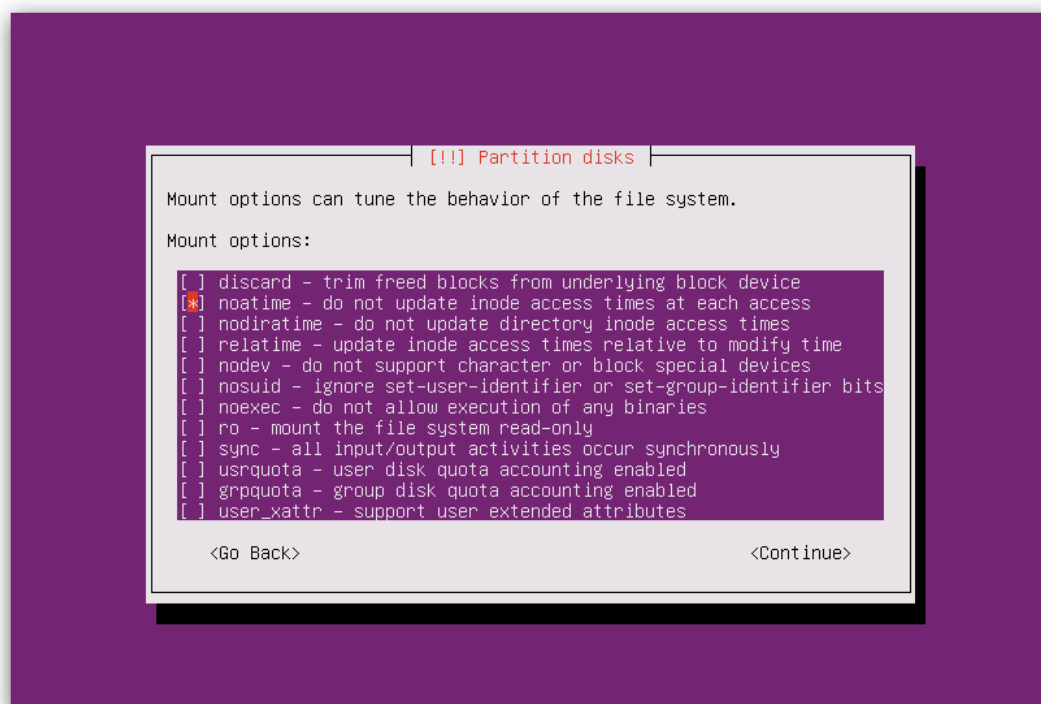 [!!] Partition disks
Mount options can tune the behavior of the file system.
Mount options:
[ ] discard - trim freed blocks from underlying block device
[*] noatime - do not update inode access times at each access
[ ] nodiratime - do not update directory inode access times
[ ] relatime - update inode access times relative to modify time
[ ] nodev - do not support character or block special devices
[ ] nosuid - ignore set-user-identifier or set-group-identifier bits
[ ] noexec - do not allow execution of any binaries
[ ] ro - mount the file system read-only
[ ] sync - all input/output activities occur synchronously
[ ] usrquota - user disk quota accounting enabled
[ ] grpquota - group disk quota accounting enabled
[ ] user_xattr - support user extended attributes
<Go Back> <Continue>